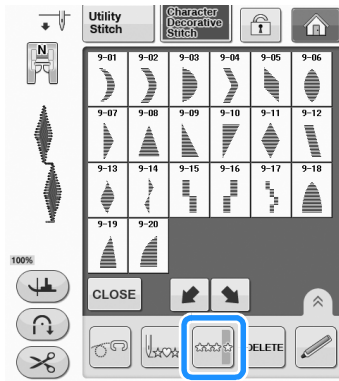 Utility
Stitch
Character
Decorative
Stitch
N
9-01 9-02 9-03 9-04 9-05 9-06
9-07 9-08 9-09 9-10 9-11 9-12
9-13 9-14 9-15 9-16 9-17 9-18
9-19 9-20
100%
CLOSE
DELETE